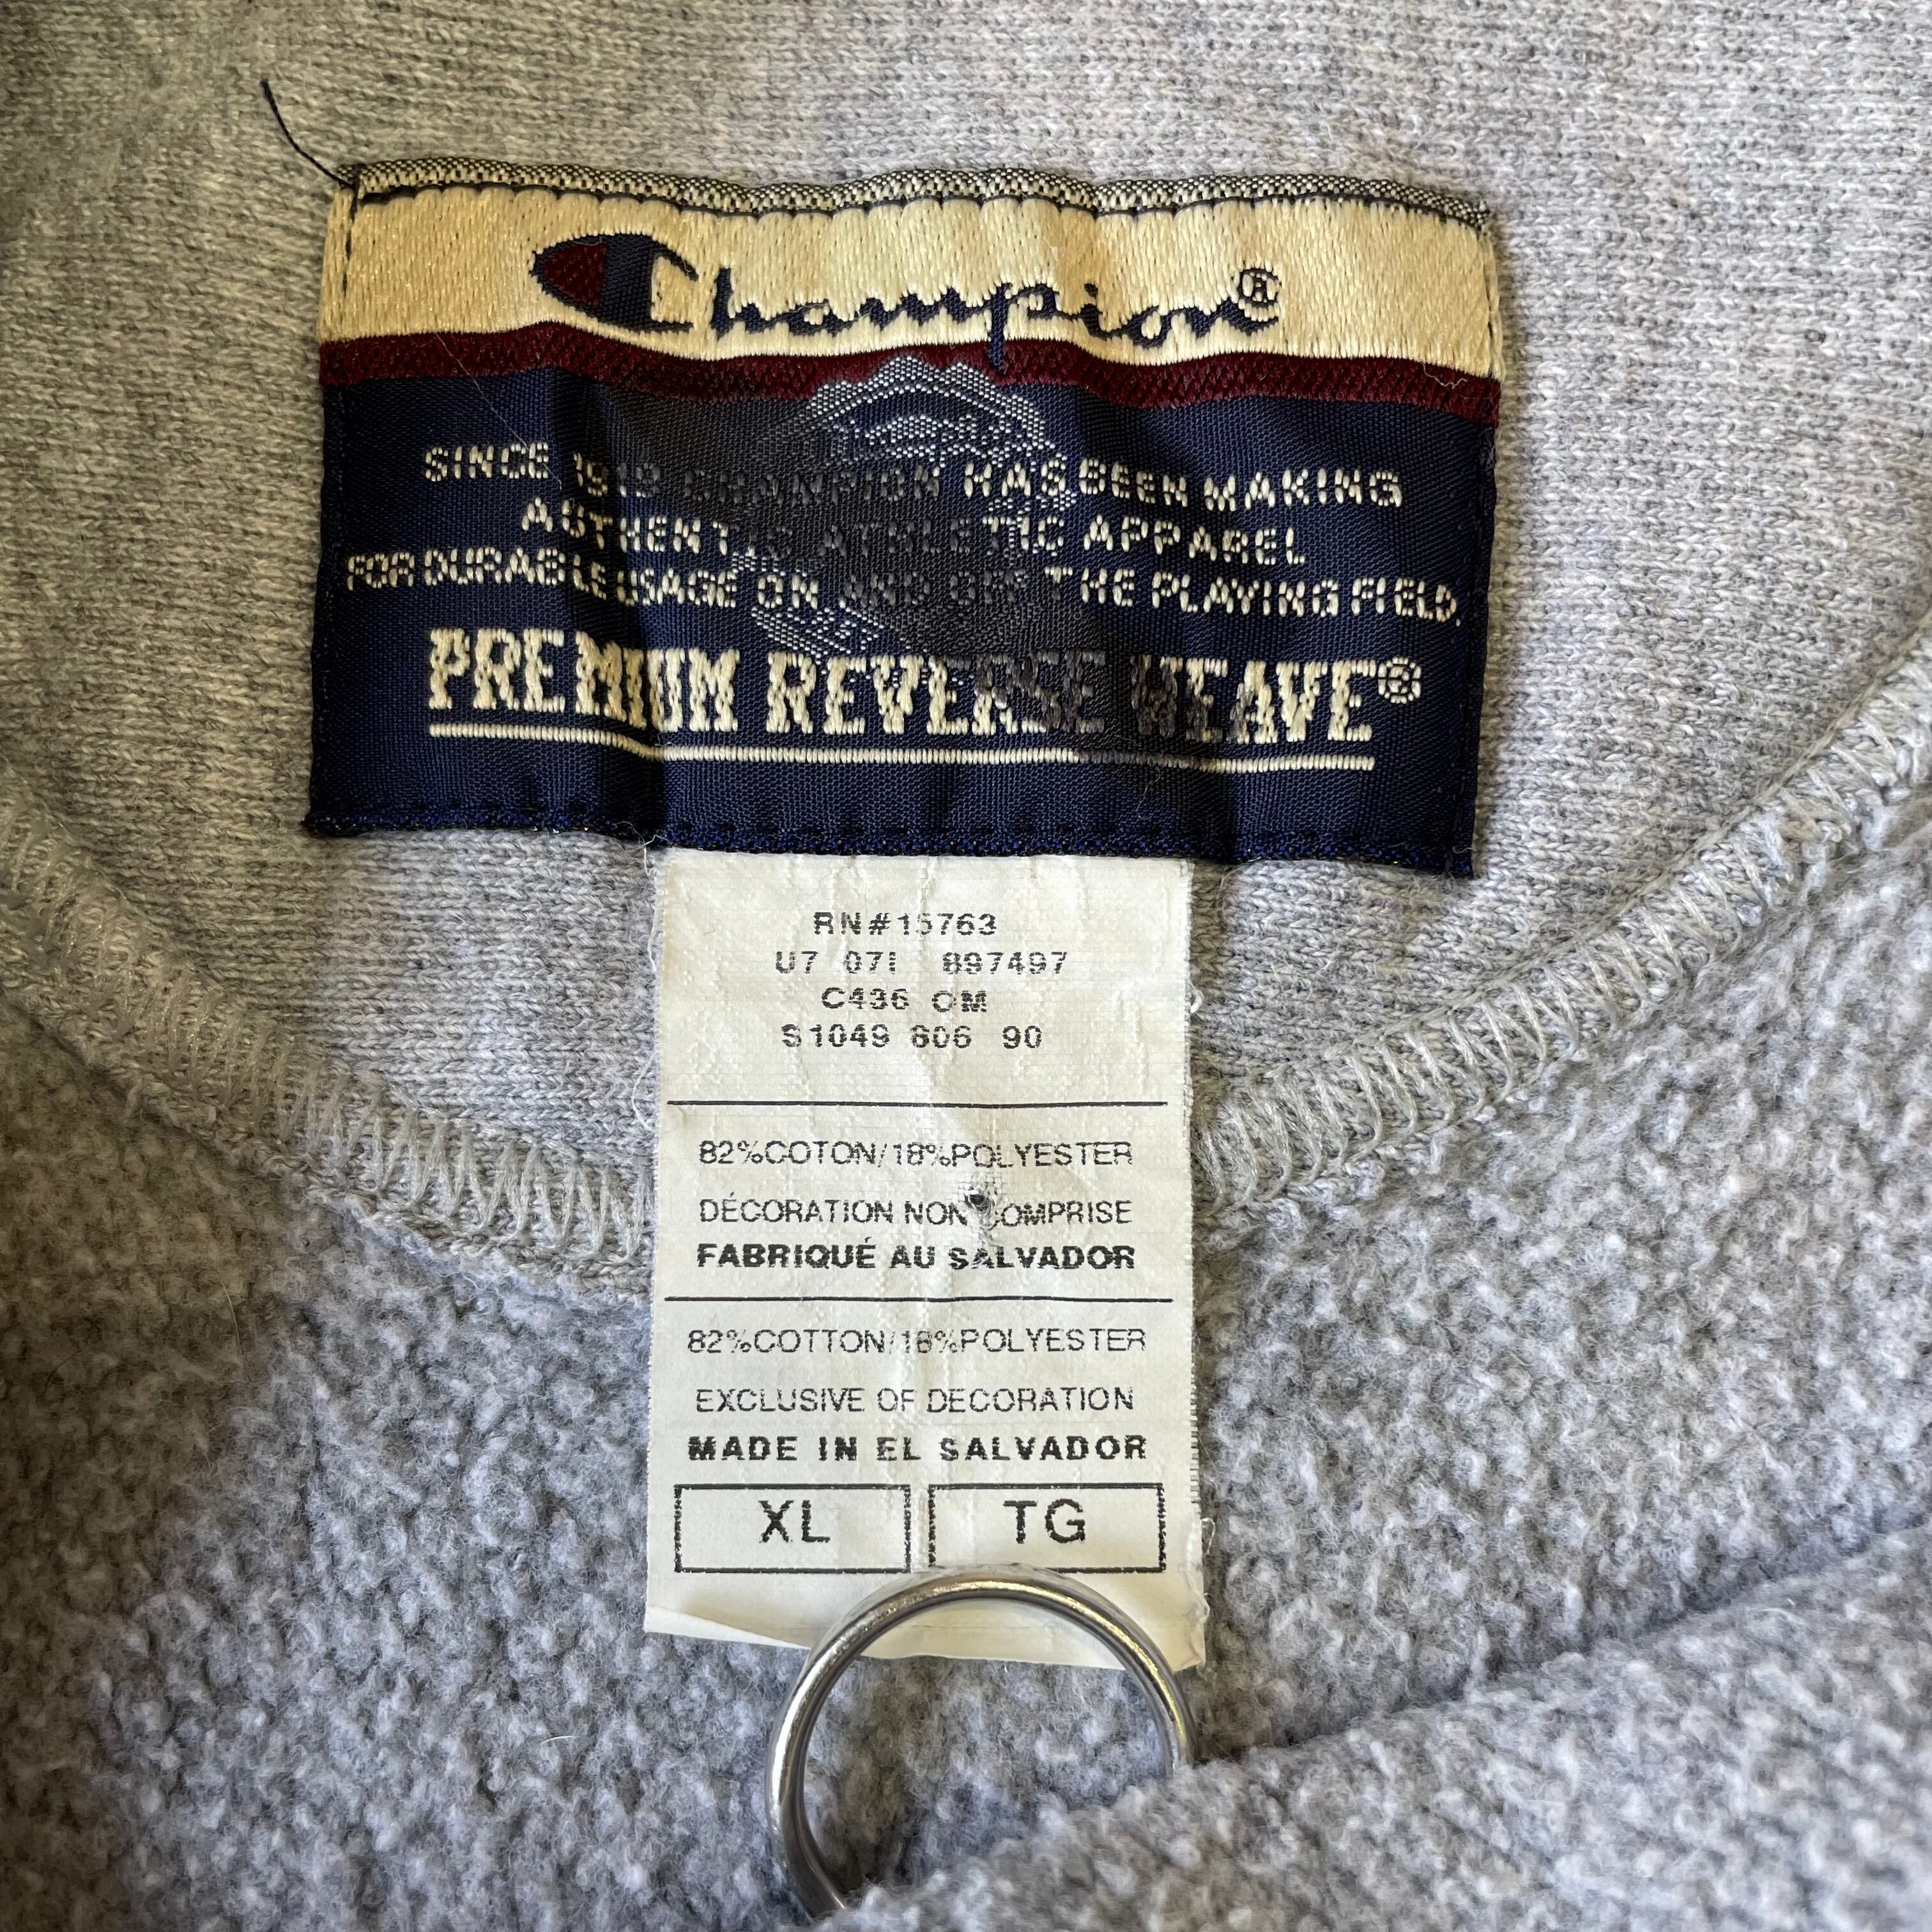 Champion®
SINCE 1919 CHAMPION HAS BEEN MAKING
AUTHENTIC ATHLETIC APPAREL
FOR DURABLE USAGE ON AND OFF THE PLAYING FIELD.
PREMIUM REVERSE WEAVE®
RN#15763
U7 07I 897497
C436 OM
S1049 806 90
82%COTON/18%POLYESTER
DÉCORATION NON COMPRISE
FABRIQUÉ AU SALVADOR
82%COTTON/18%POLYESTER
EXCLUSIVE OF DECORATION
MADE IN EL SALVADOR
XL TG